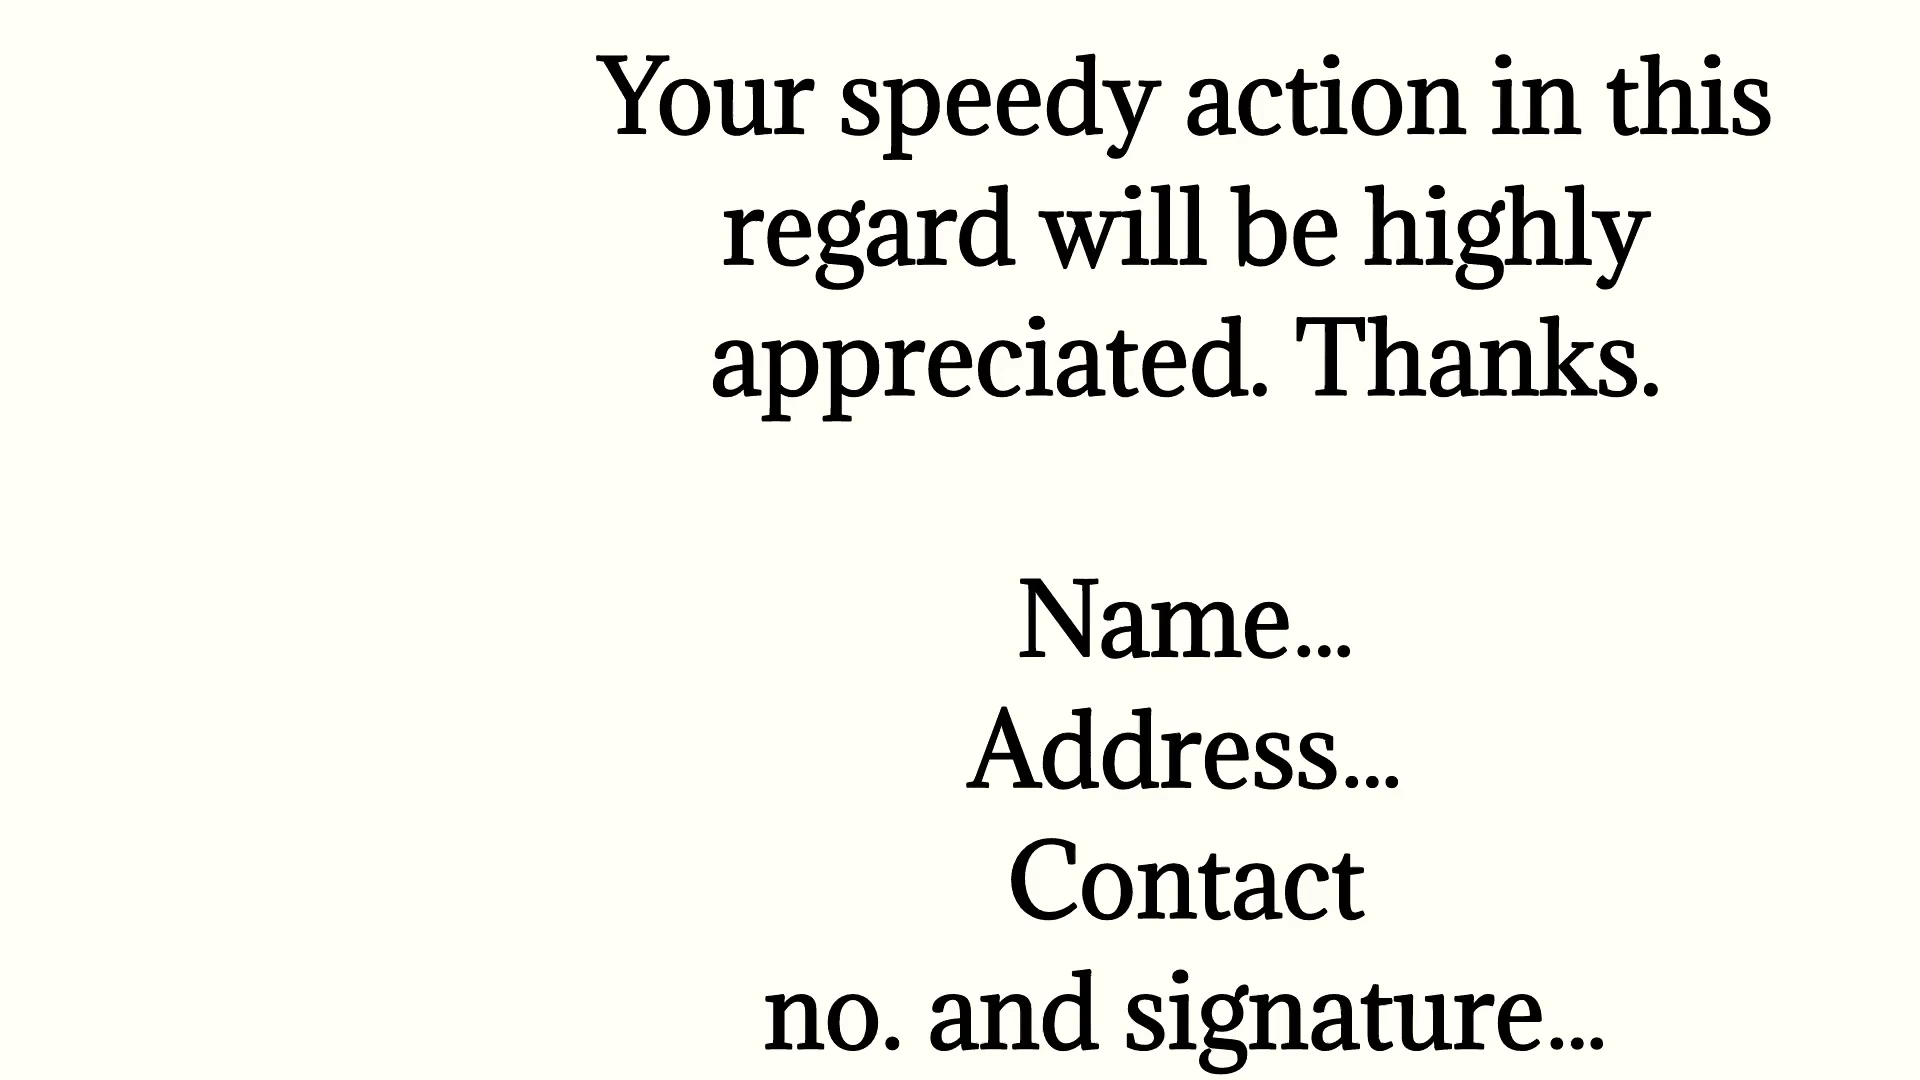 Your speedy action in this
regard will be highly
appreciated. Thanks.
Name...
Address...
Contact
no. and signature...